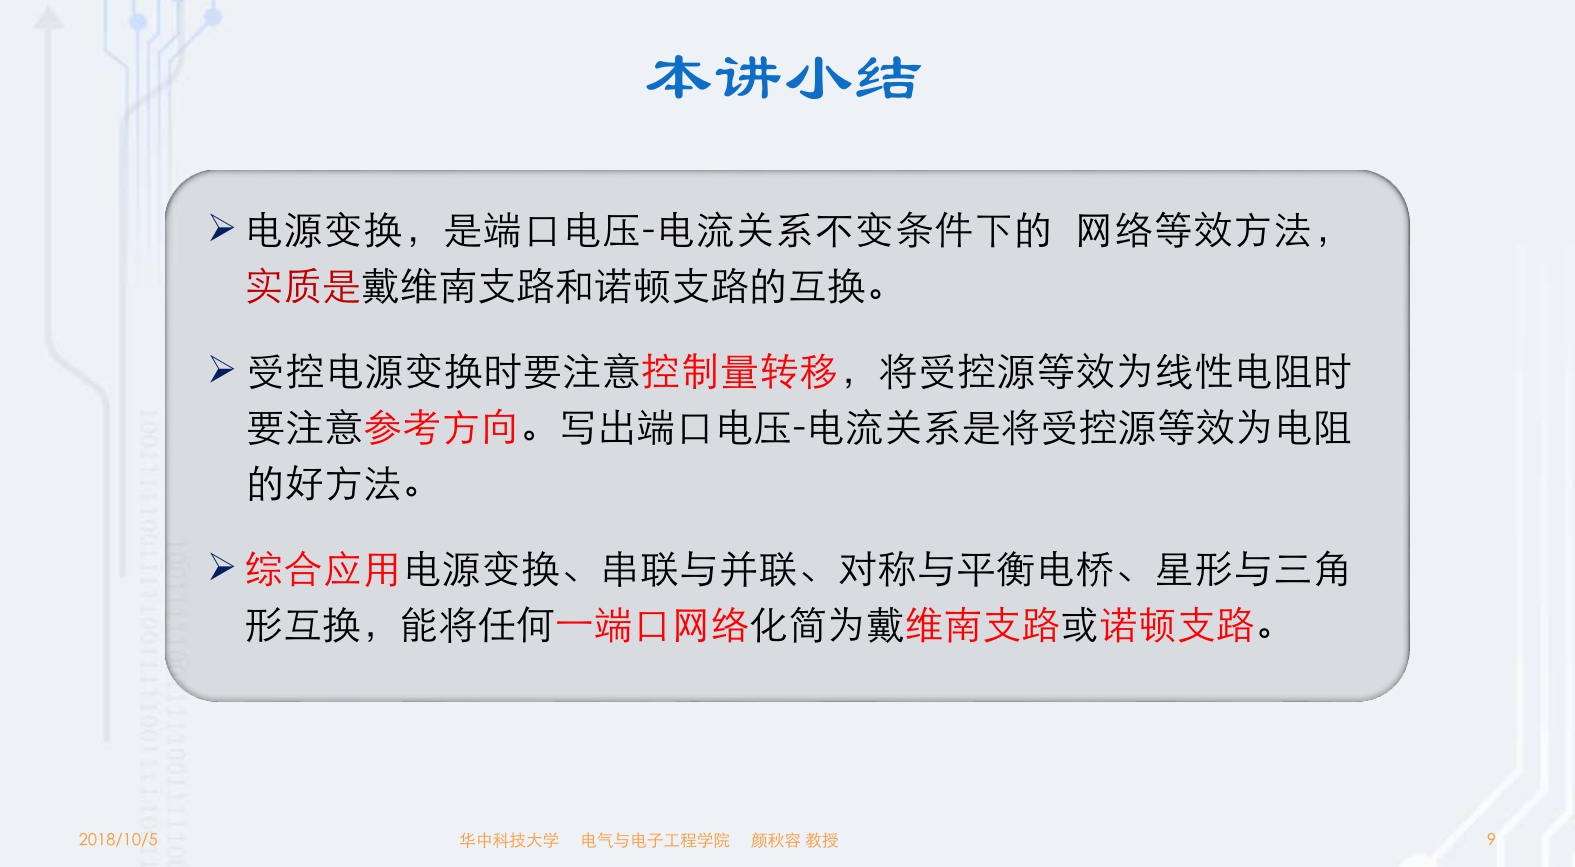 本讲小结
电源变换，是端口电压-电流关系不变条件下的 网络等效方法，
实质是戴维南支路和诺顿支路的互换。
受控电源变换时要注意控制量转移，将受控源等效为线性电阻时
要注意参考方向。写出端口电压-电流关系是将受控源等效为电阻
的好方法。
综合应用电源变换、串联与并联、对称与平衡电桥、星形与三角
形互换，能将任何一端口网络化简为戴维南支路或诺顿支路。
2018/10/5 华中科技大学 电气与电子工程学院 颜秋容 教授 9